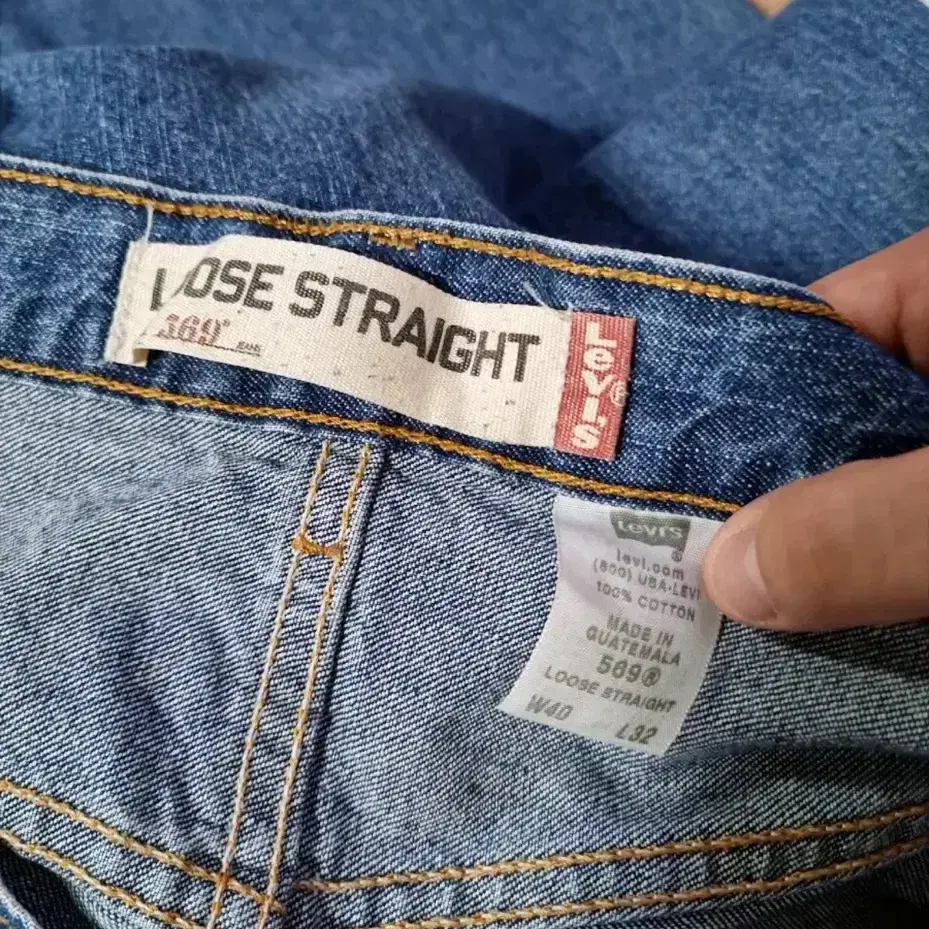 LOOSE STRAIGHT
569®
JEANS
Levi's®
Levi's®
levi.com
(800) USA-LEVI
100% COTTON
MADE IN
GUATEMALA
569®
LOOSE STRAIGHT
W40 L32